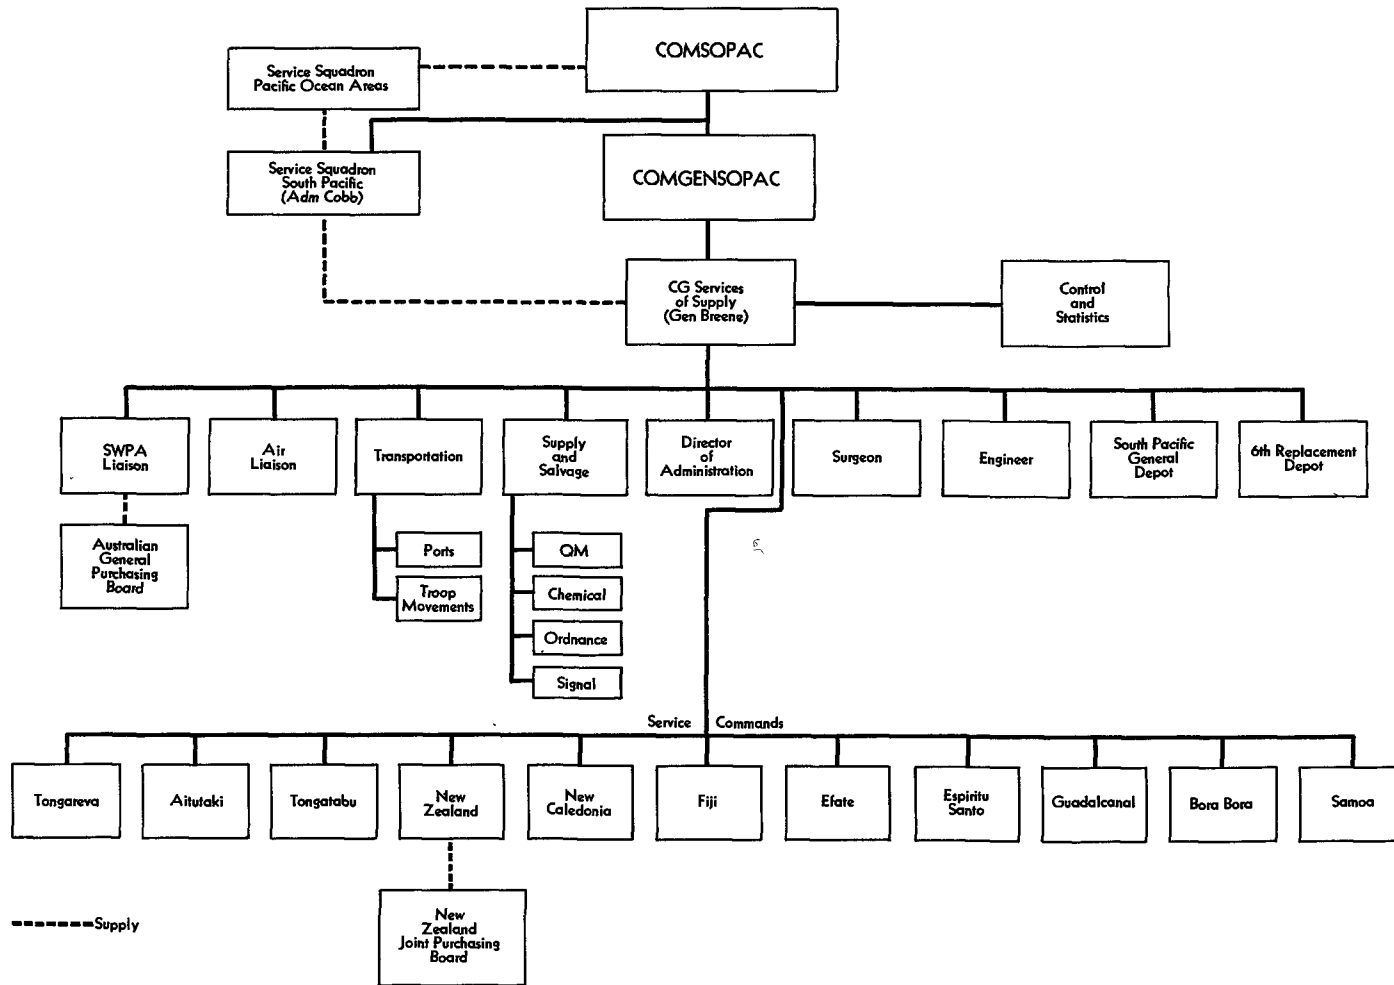 COMSOPAC
Service Squadron
Pacific Ocean Areas
Service Squadron
South Pacific
(Adm Cobb)
COMGENSOPAC
CG Services
of Supply
(Gen Breene)
Control
and
Statistics
SWPA
Liaison
Air
Liaison
Transportation
Supply
and
Salvage
Director
of
Administration
Surgeon
Engineer
South Pacific
General
Depot
6th Replacement
Depot
Australian
General
Purchasing
Board
Ports
Troop
Movements
QM
Chemical
Ordnance
Signal
Service Commands
Tongareva
Aitutaki
Tongatabu
New
Zealand
New
Caledonia
Fiji
Efate
Espiritu
Santo
Guadalcanal
Bora Bora
Samoa
New
Zealand
Joint Purchasing
Board
Supply